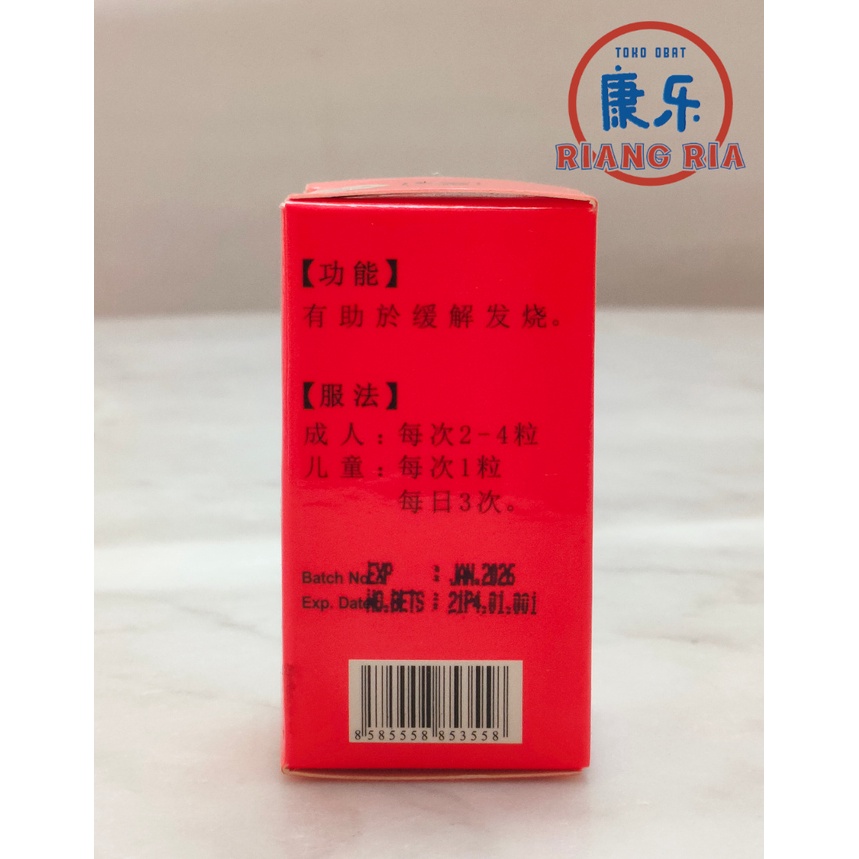 TOKO OBAT
康乐
RIANG RIA
【功能】
有助於缓解发烧。
【服法】
成人：每次2-4粒
儿童：每次1粒
每日3次。
Batch No EXP : JAN.2026
Exp. Date NO.BETS : 21P4.01.001
8585558 853558